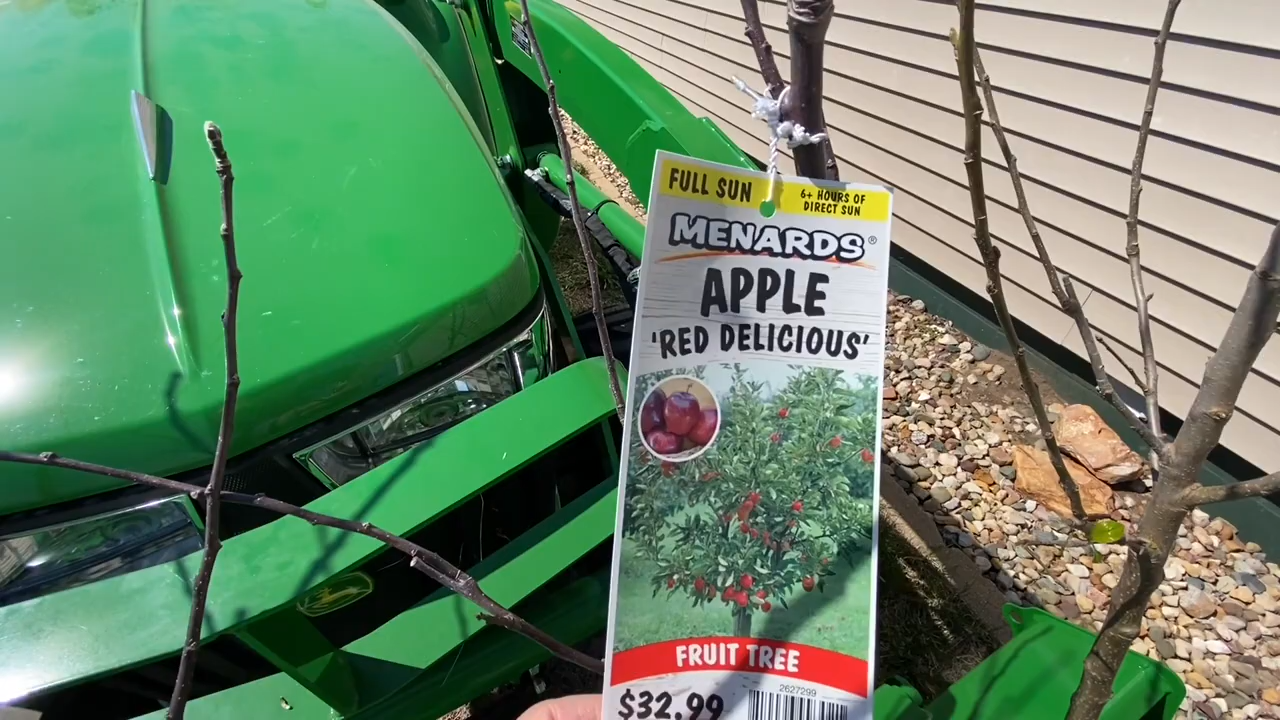 FULL SUN
6+ HOURS OF
DIRECT SUN
MENARDS®
APPLE
'RED DELICIOUS'
FRUIT TREE
2627299
$32.99